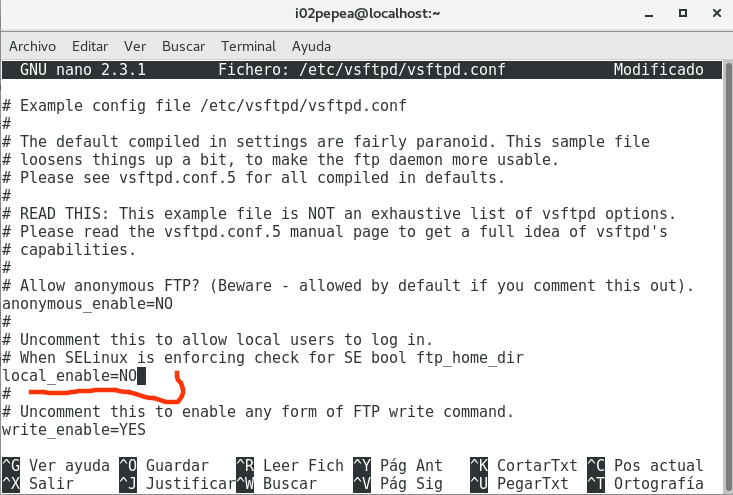 i02pepea@localhost:~
Archivo Editar Ver Buscar Terminal Ayuda
GNU nano 2.3.1 Fichero: /etc/vsftpd/vsftpd.conf Modificado
# Example config file /etc/vsftpd/vsftpd.conf
#
# The default compiled in settings are fairly paranoid. This sample file
# loosens things up a bit, to make the ftp daemon more usable.
# Please see vsftpd.conf.5 for all compiled in defaults.
#
# READ THIS: This example file is NOT an exhaustive list of vsftpd options.
# Please read the vsftpd.conf.5 manual page to get a full idea of vsftpd's
# capabilities.
#
# Allow anonymous FTP? (Beware - allowed by default if you comment this out).
anonymous_enable=NO
#
# Uncomment this to allow local users to log in.
# When SELinux is enforcing check for SE bool ftp_home_dir
local_enable=NO
#
# Uncomment this to enable any form of FTP write command.
write_enable=YES
^G Ver ayuda ^O Guardar ^R Leer Fich ^Y Pág Ant ^K CortarTxt ^C Pos actual
^X Salir ^J Justificar ^W Buscar ^V Pág Sig ^U PegarTxt ^T Ortografía